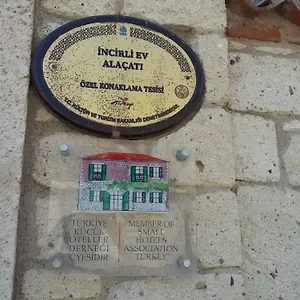 İNCİRLİ EV
ALAÇATI
ÖZEL KONAKLAMA TESİSİ
T.C. KÜLTÜR VE TURİZM BAKANLIĞI DENETİMİNDEDİR
TÜRKİYE
KÜÇÜK
OTELLER
DERNEĞİ
ÜYESİDİR
MEMBER OF
SMALL
HOTELS
ASSOCIATION
TURKEY